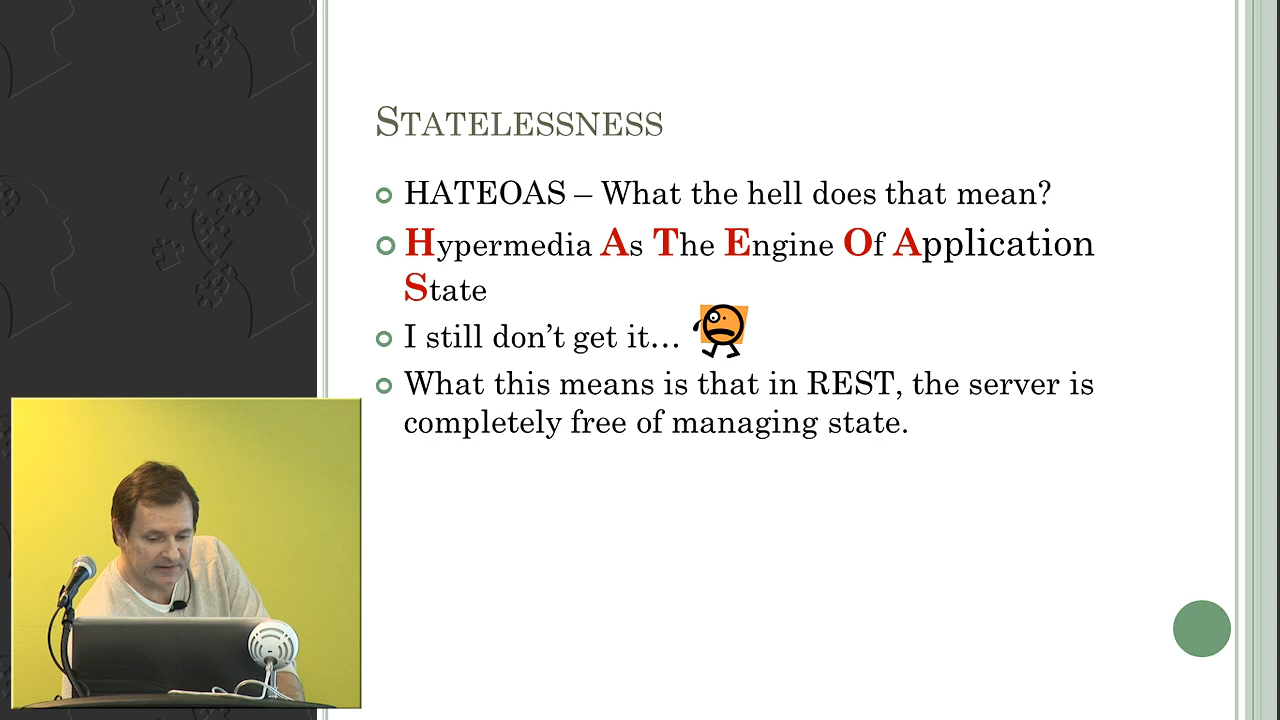 STATELESSNESS
HATEOAS – What the hell does that mean?
Hypermedia As The Engine Of Application
State
I still don't get it…
What this means is that in REST, the server is
completely free of managing state.